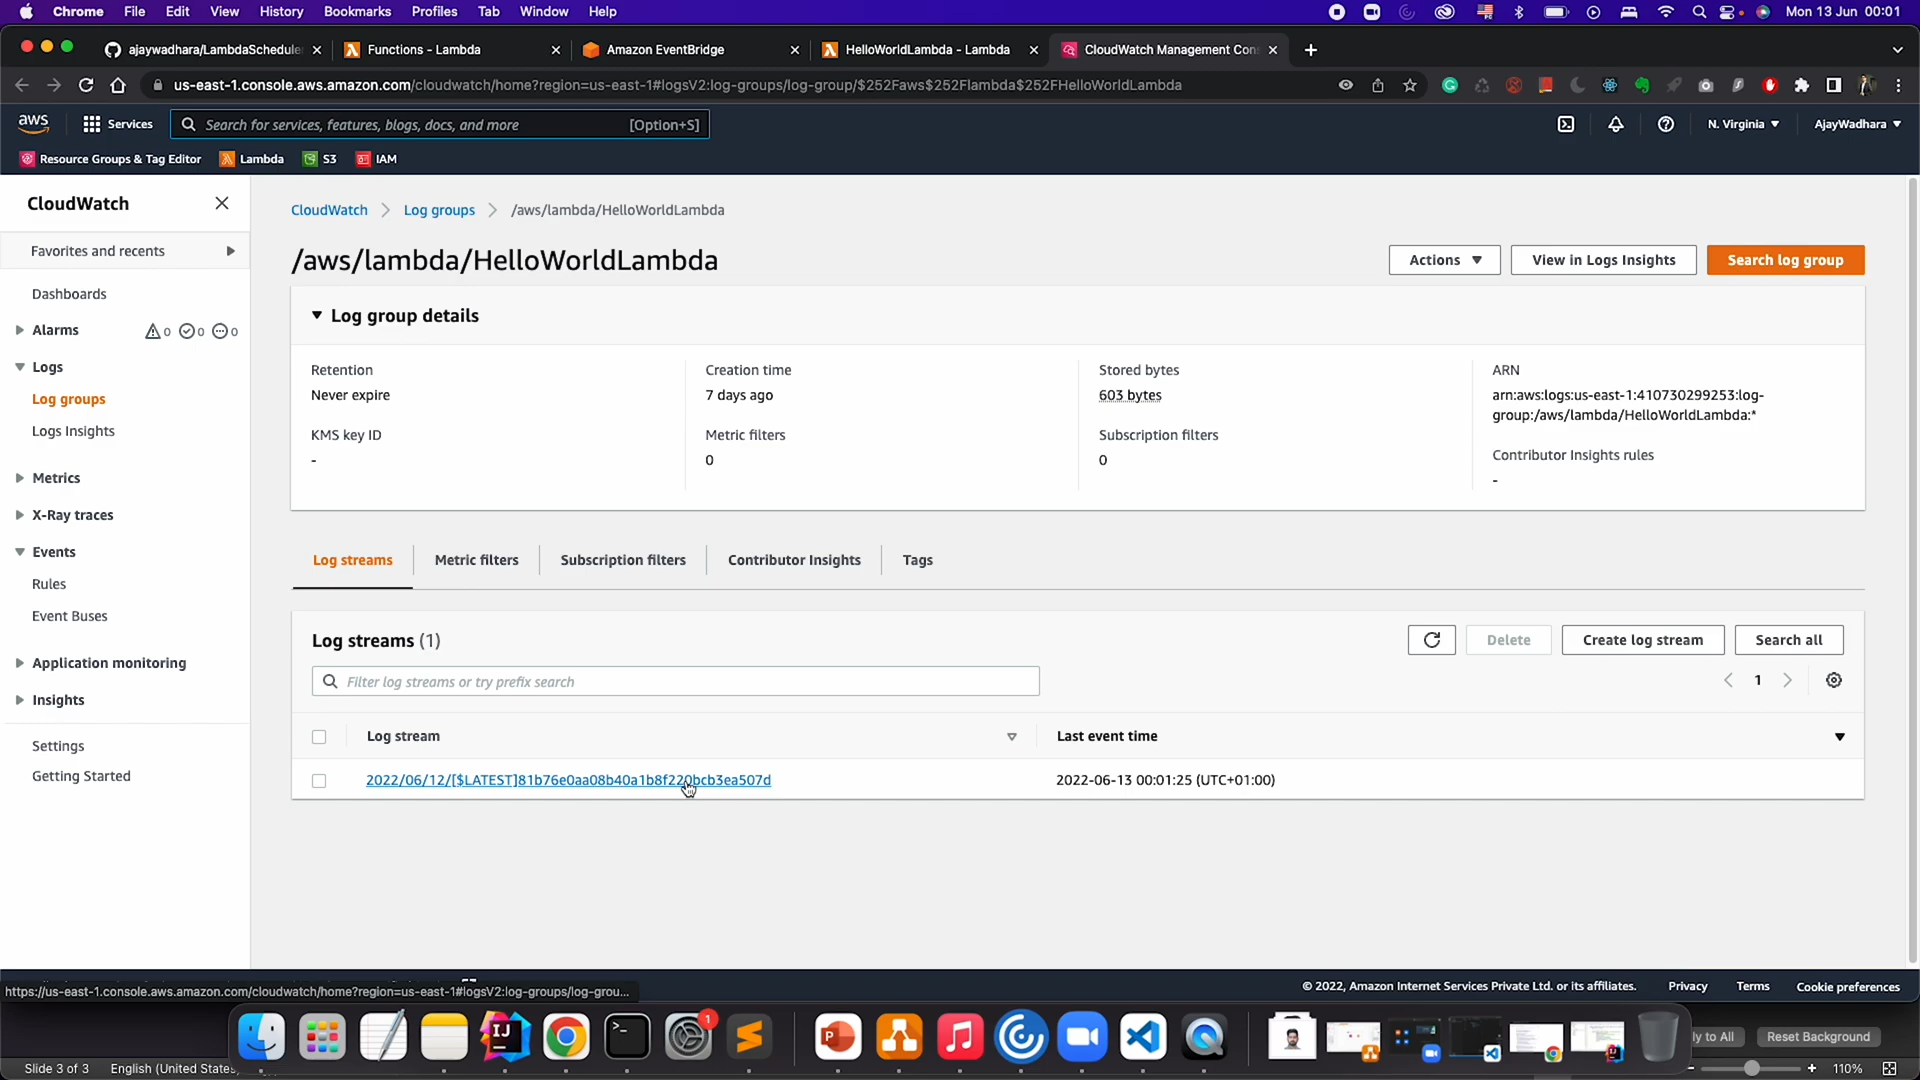 Chrome File Edit View History Bookmarks Profiles Tab Window Help Mon 13 Jun 00:01
ajaywadhara/LambdaScheduler Functions - Lambda Amazon EventBridge HelloWorldLambda - Lambda CloudWatch Management Con
us-east-1.console.aws.amazon.com/cloudwatch/home?region=us-east-1#logsV2:log-groups/log-group/$252Faws$252Flambda$252FHelloWorldLambda
aws Services Search for services, features, blogs, docs, and more [Option+S] N. Virginia AjayWadhara
Resource Groups & Tag Editor Lambda S3 IAM
CloudWatch
Favorites and recents
Dashboards
Alarms 0 0 0
Logs
Log groups
Logs Insights
Metrics
X-Ray traces
Events
Rules
Event Buses
Application monitoring
Insights
Settings
Getting Started
CloudWatch Log groups /aws/lambda/HelloWorldLambda
/aws/lambda/HelloWorldLambda
Actions View in Logs Insights Search log group
Log group details
Retention
Never expire
KMS key ID
-
Creation time
7 days ago
Metric filters
0
Stored bytes
603 bytes
Subscription filters
0
ARN
arn:aws:logs:us-east-1:410730299253:log-
group:/aws/lambda/HelloWorldLambda:*
Contributor Insights rules
-
Log streams Metric filters Subscription filters Contributor Insights Tags
Log streams (1)
Delete Create log stream Search all
Filter log streams or try prefix search
1
Log stream Last event time
2022/06/12/[$LATEST]81b76e0aa08b40a1b8f220bcb3ea507d 2022-06-13 00:01:25 (UTC+01:00)
© 2022, Amazon Internet Services Private Ltd. or its affiliates. Privacy Terms Cookie preferences
https://us-east-1.console.aws.amazon.com/cloudwatch/home?region=us-east-1#logsV2:log-groups/log-grou...
1
ly to All Reset Background
Slide 3 of 3 English (United States) 110%